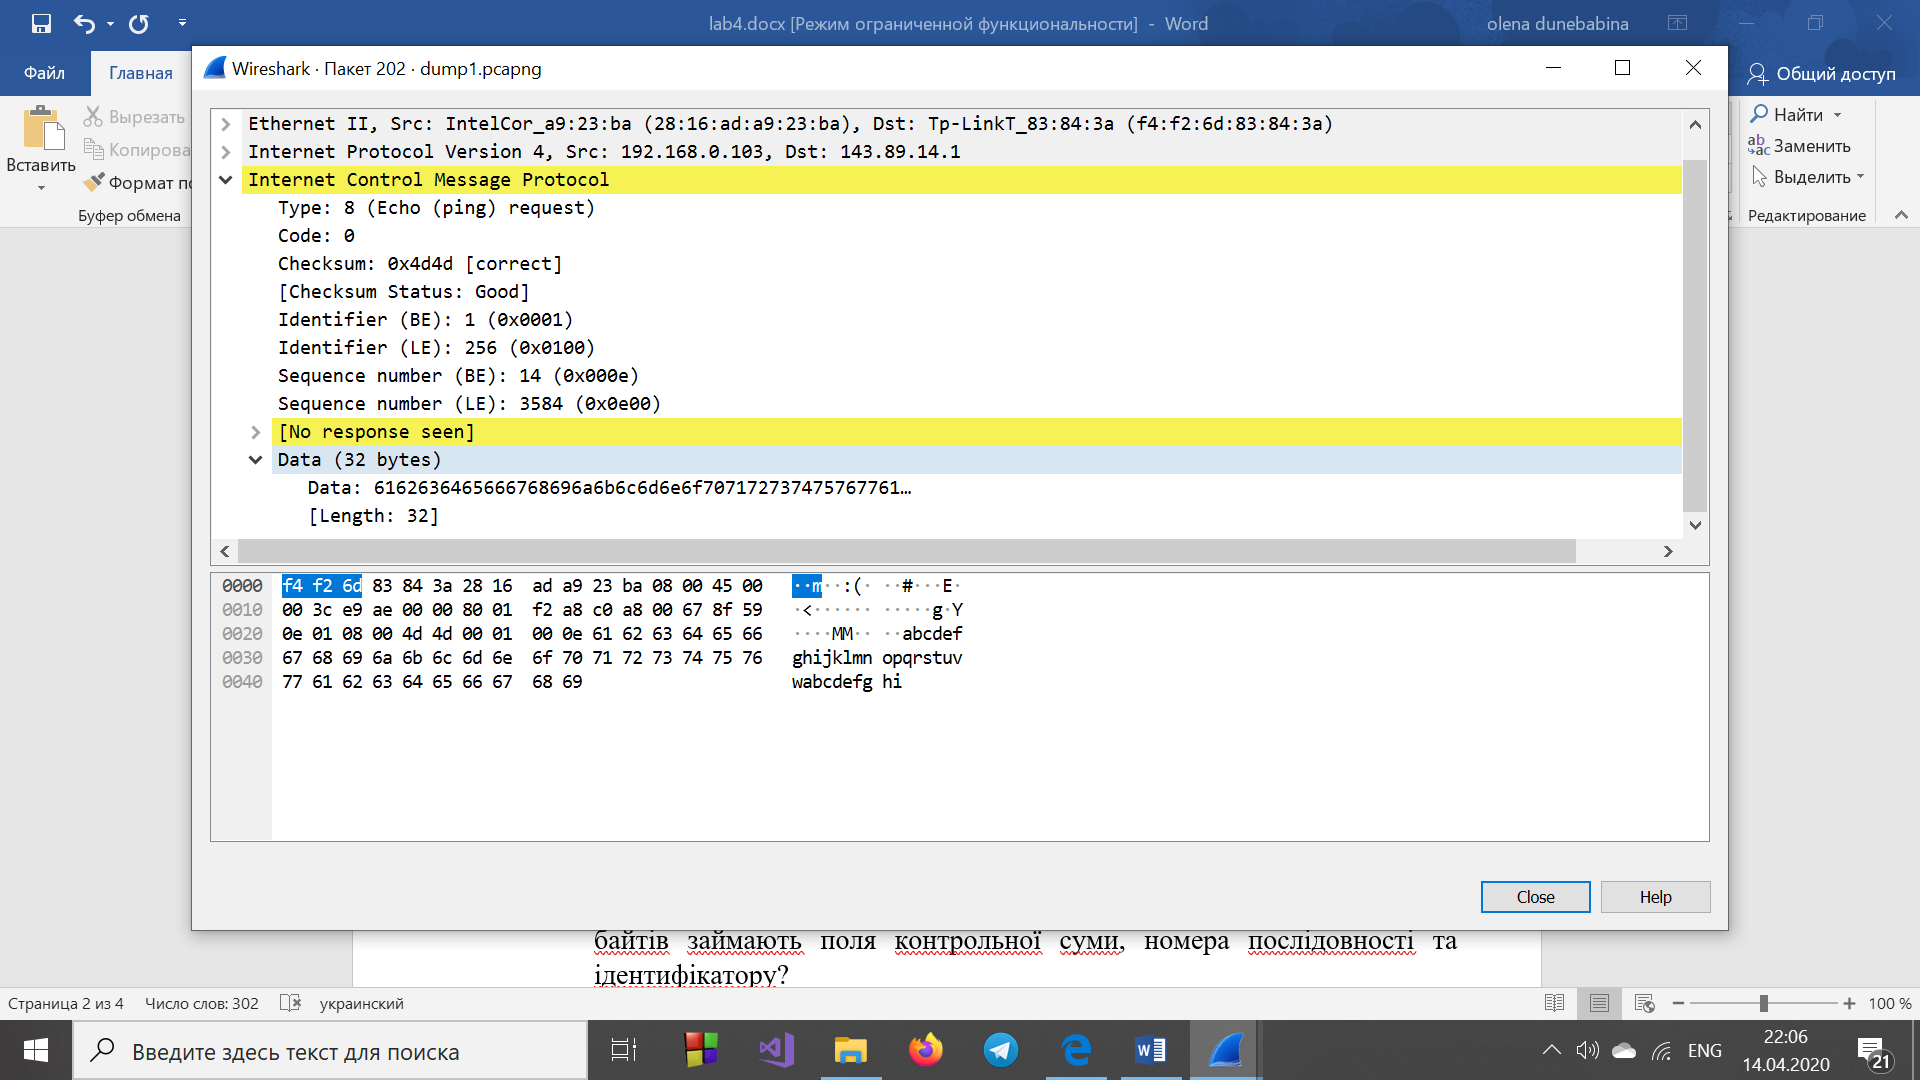 lab4.docx [Режим ограниченной функциональности] - Word
olena dunebabina
Файл
Главная
Общий доступ
Вставить
Вырезать
Копирова
Формат по
Буфер обмена
Найти
Заменить
Выделить
Редактирование
Wireshark · Пакет 202 · dump1.pcapng
Ethernet II, Src: IntelCor_a9:23:ba (28:16:ad:a9:23:ba), Dst: Tp-LinkT_83:84:3a (f4:f2:6d:83:84:3a)
Internet Protocol Version 4, Src: 192.168.0.103, Dst: 143.89.14.1
Internet Control Message Protocol
Type: 8 (Echo (ping) request)
Code: 0
Checksum: 0x4d4d [correct]
[Checksum Status: Good]
Identifier (BE): 1 (0x0001)
Identifier (LE): 256 (0x0100)
Sequence number (BE): 14 (0x000e)
Sequence number (LE): 3584 (0x0e00)
[No response seen]
Data (32 bytes)
Data: 6162636465666768696a6b6c6d6e6f707172737475767761…
[Length: 32]
0000 f4 f2 6d 83 84 3a 28 16 ad a9 23 ba 08 00 45 00 ··m··:(· ··#···E·
0010 00 3c e9 ae 00 00 80 01 f2 a8 c0 a8 00 67 8f 59 ·<······ ·····g·Y
0020 0e 01 08 00 4d 4d 00 01 00 0e 61 62 63 64 65 66 ····MM·· ··abcdef
0030 67 68 69 6a 6b 6c 6d 6e 6f 70 71 72 73 74 75 76 ghijklmn opqrstuv
0040 77 61 62 63 64 65 66 67 68 69 wabcdefg hi
Close
Help
байтів займають поля контрольної суми, номера послідовності та
ідентифікатору?
Страница 2 из 4
Число слов: 302
украинский
100 %
Введите здесь текст для поиска
ENG
22:06
14.04.2020
21